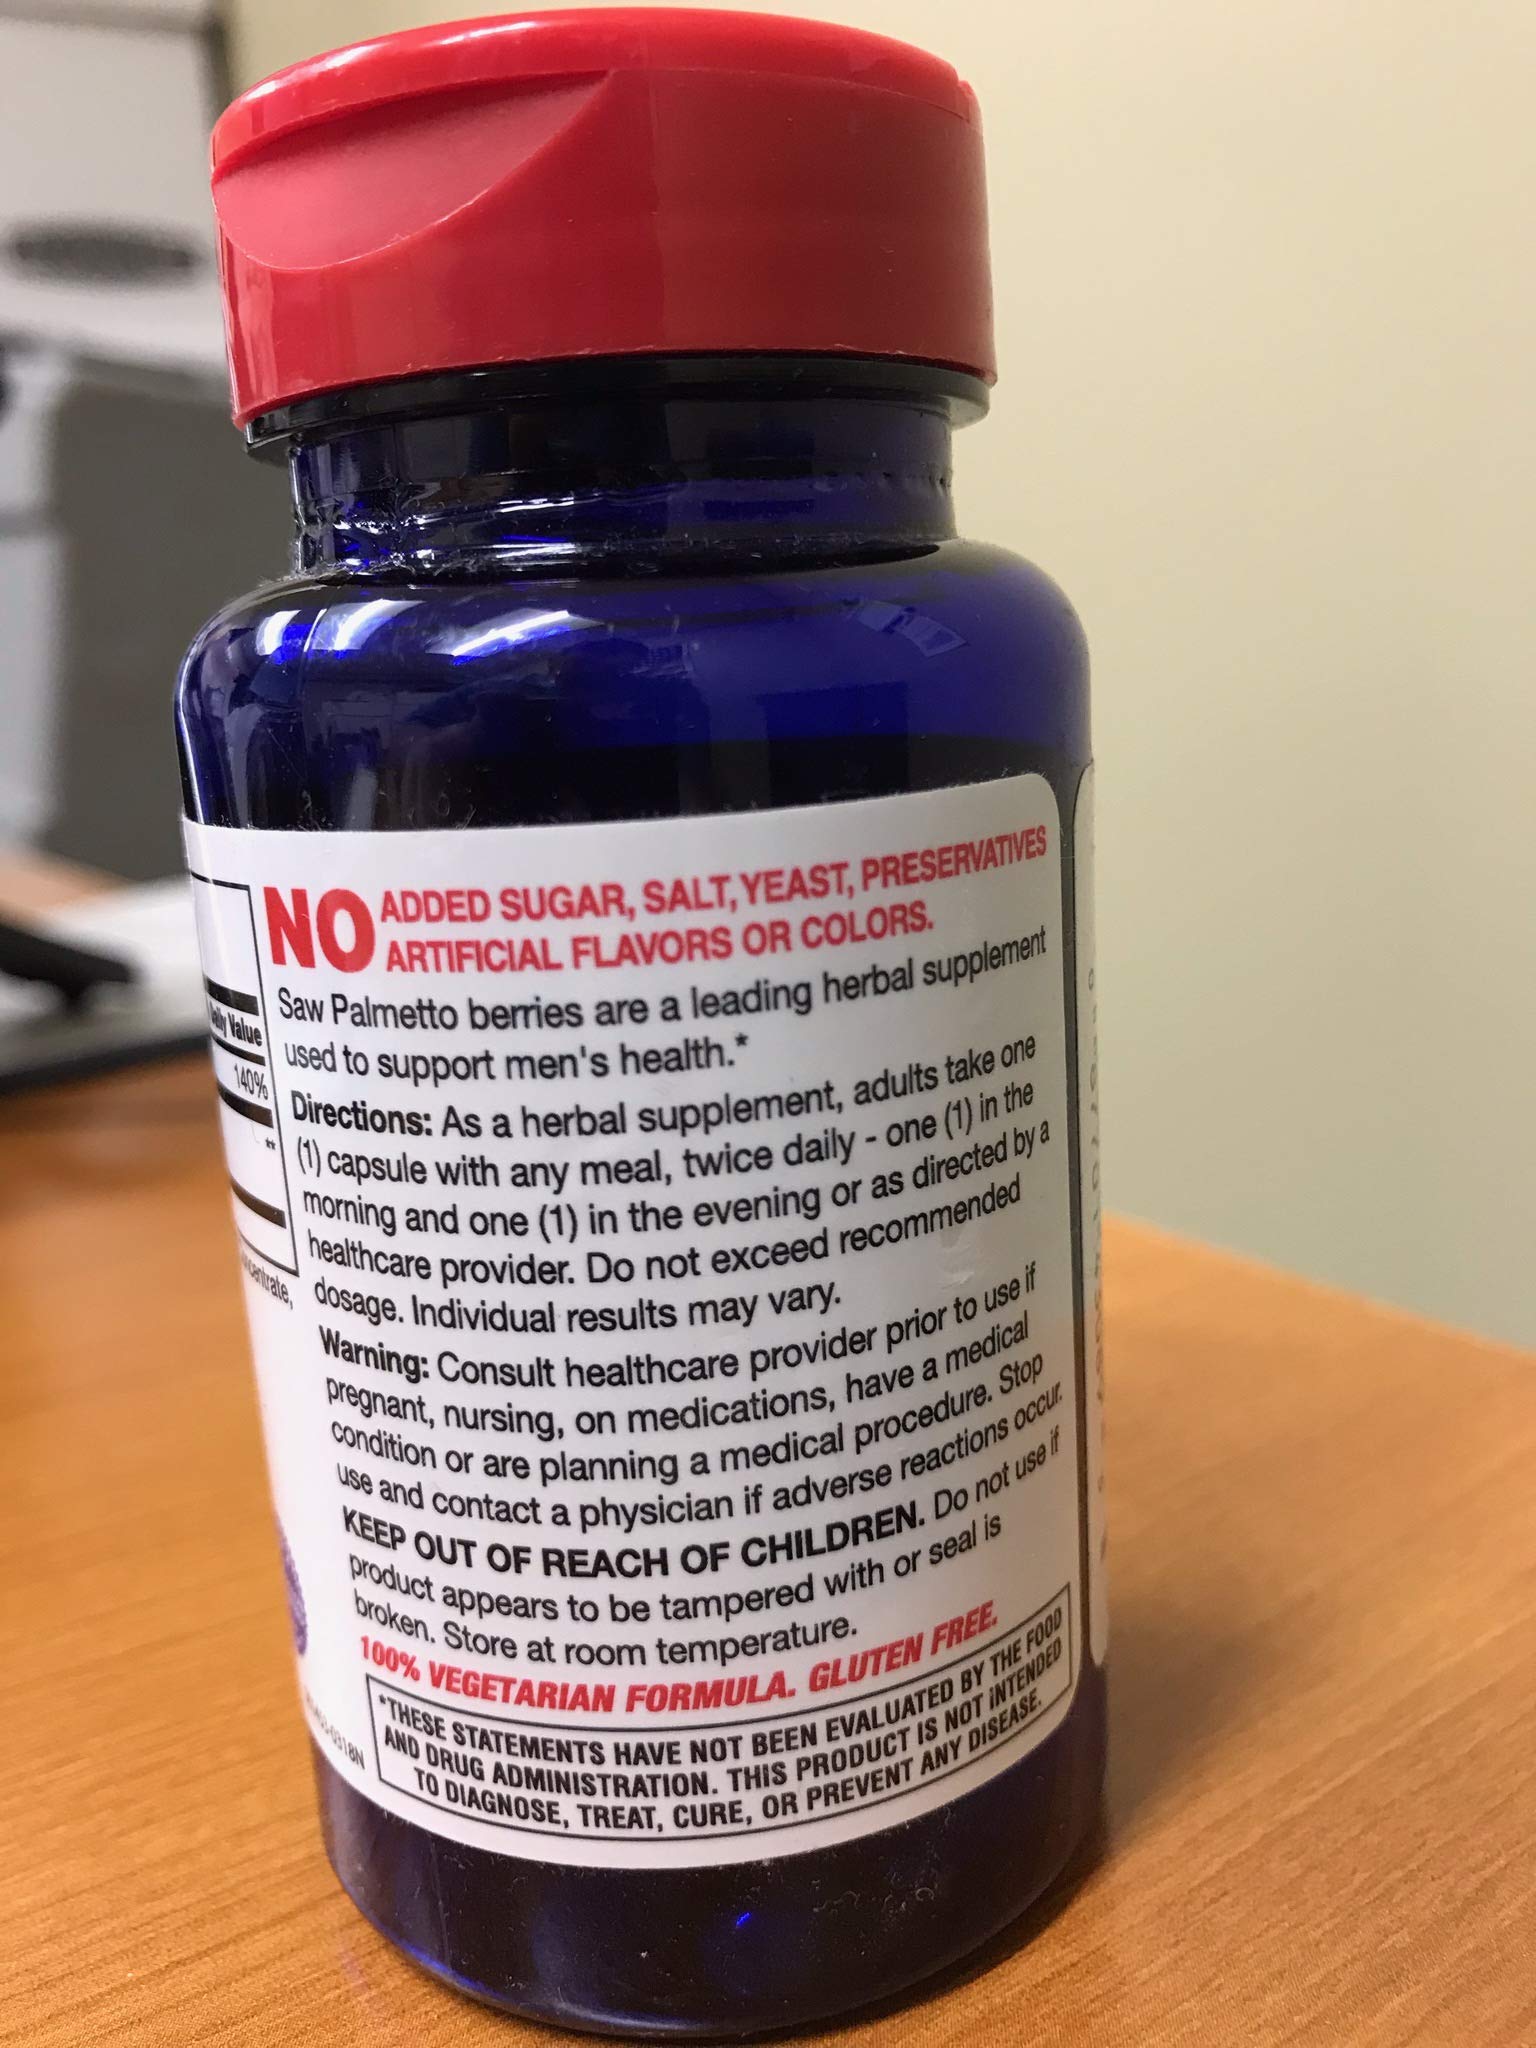 NO ADDED SUGAR, SALT, YEAST, PRESERVATIVES
ARTIFICIAL FLAVORS OR COLORS.
Saw Palmetto berries are a leading herbal supplement
used to support men's health.*
Directions: As a herbal supplement, adults take one
(1) capsule with any meal, twice daily - one (1) in the
morning and one (1) in the evening or as directed by a
healthcare provider. Do not exceed recommended
dosage. Individual results may vary.
Warning: Consult healthcare provider prior to use if
pregnant, nursing, on medications, have a medical
condition or are planning a medical procedure. Stop
use and contact a physician if adverse reactions occur.
KEEP OUT OF REACH OF CHILDREN. Do not use if
product appears to be tampered with or seal is
broken. Store at room temperature.
100% VEGETARIAN FORMULA. GLUTEN FREE.
*THESE STATEMENTS HAVE NOT BEEN EVALUATED BY THE FOOD
AND DRUG ADMINISTRATION. THIS PRODUCT IS NOT INTENDED
TO DIAGNOSE, TREAT, CURE, OR PREVENT ANY DISEASE.
Value
140%
**